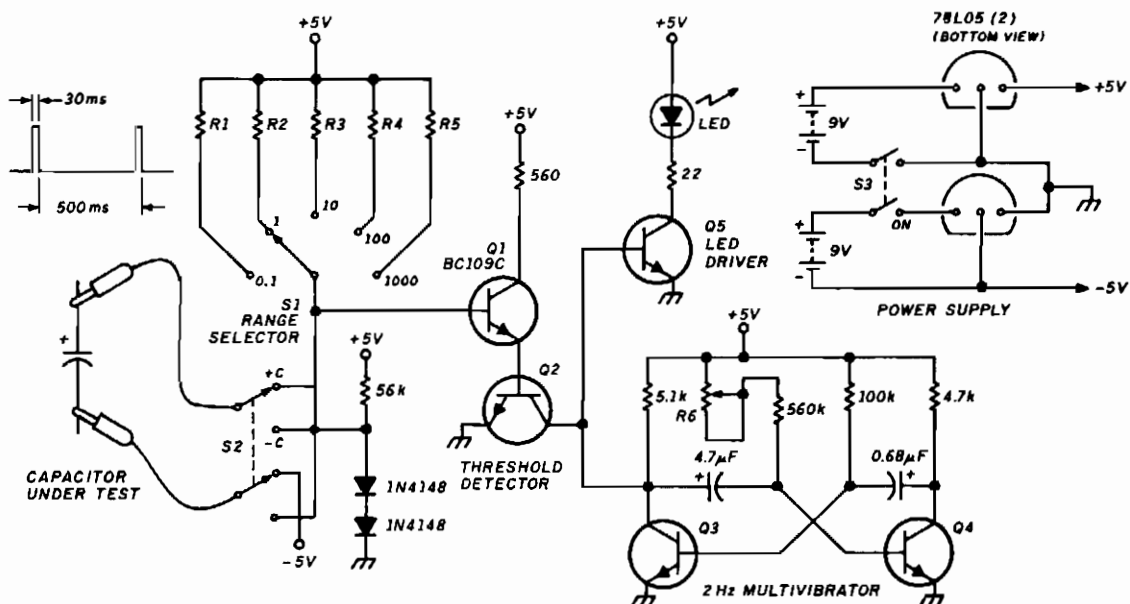 +5V
+5V
78L05 (2)
(BOTTOM VIEW)
30ms
500ms
R1
R2
R3
R4
R5
+5V
560
LED
22
+
9V
-
S3
ON
+
9V
-
+5V
-5V
POWER SUPPLY
1
10
100
0.1
1000
S1
RANGE
SELECTOR
Q1
BC109C
Q5
LED
DRIVER
Q2
THRESHOLD
DETECTOR
+
CAPACITOR
UNDER TEST
+C
-C
S2
+5V
56k
1N4148
1N4148
-5V
+5V
5.1k
R6
560k
100k
4.7k
4.7µF
+
0.68µF
+
Q3
Q4
2 Hz MULTIVIBRATOR